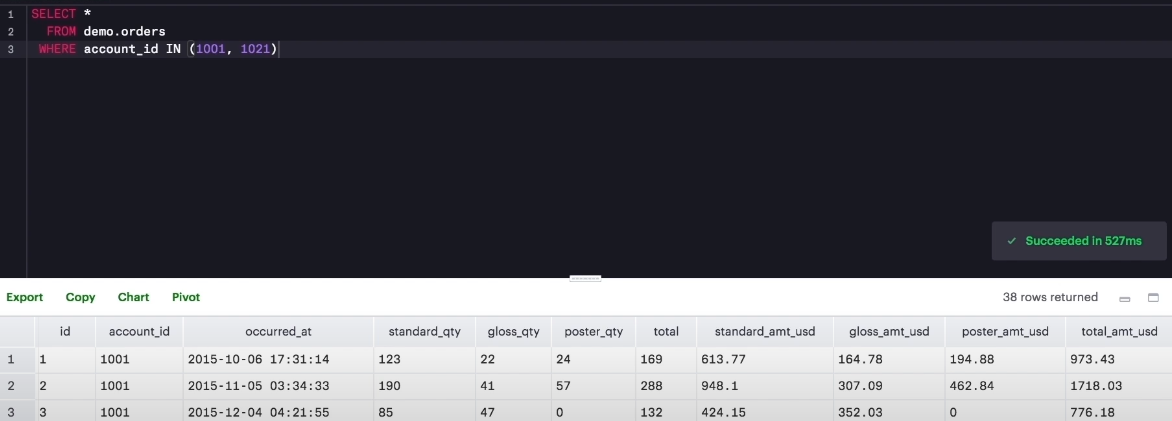 1 SELECT *
2 FROM demo.orders
3 WHERE account_id IN (1001, 1021)
✓ Succeeded in 527ms
Export Copy Chart Pivot 38 rows returned
id account_id occurred_at standard_qty gloss_qty poster_qty total standard_amt_usd gloss_amt_usd poster_amt_usd total_amt_usd
1 1 1001 2015-10-06 17:31:14 123 22 24 169 613.77 164.78 194.88 973.43
2 2 1001 2015-11-05 03:34:33 190 41 57 288 948.1 307.09 462.84 1718.03
3 3 1001 2015-12-04 04:21:55 85 47 0 132 424.15 352.03 0 776.18